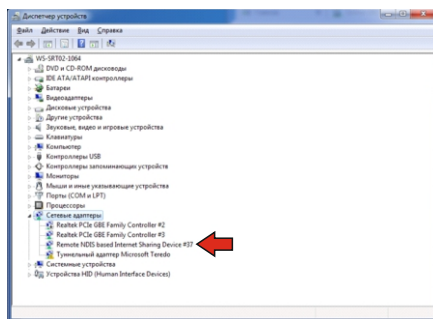 Диспетчер устройств
Файл Действие Вид Справка
WS-SRT02-1064
DVD и CD-ROM дисководы
IDE ATA/ATAPI контроллеры
Батареи
Видеоадаптеры
Дисковые устройства
Другие устройства
Звуковые, видео и игровые устройства
Клавиатуры
Компьютер
Контроллеры USB
Контроллеры запоминающих устройств
Мониторы
Мыши и иные указывающие устройства
Порты (COM и LPT)
Процессоры
Сетевые адаптеры
Realtek PCIe GBE Family Controller #2
Realtek PCIe GBE Family Controller #3
Remote NDIS based Internet Sharing Device #37
Туннельный адаптер Microsoft Teredo
Системные устройства
Устройства HID (Human Interface Devices)